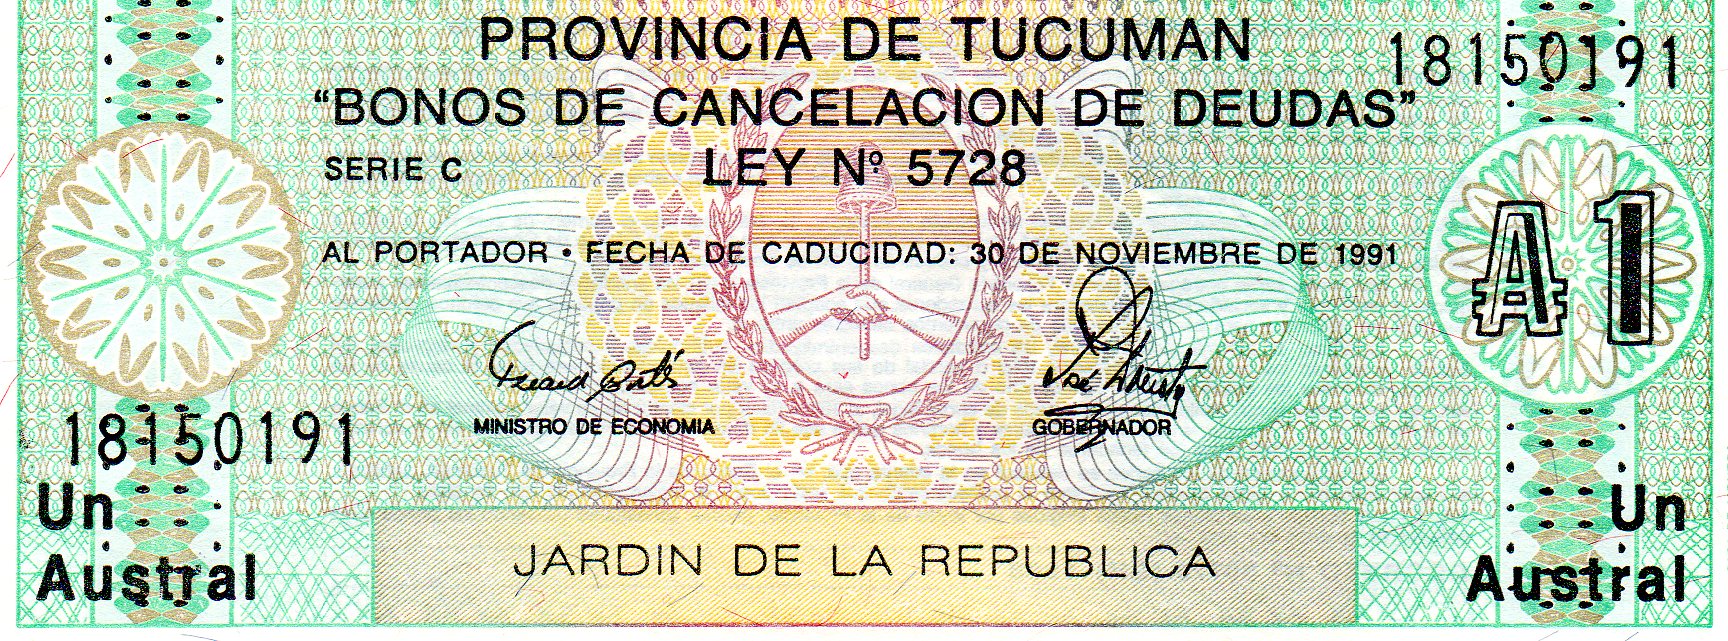 PROVINCIA DE TUCUMAN
18150191
"BONOS DE CANCELACION DE DEUDAS"
SERIE C
LEY Nº 5728
AL PORTADOR • FECHA DE CADUCIDAD: 30 DE NOVIEMBRE DE 1991
₳ 1
MINISTRO DE ECONOMIA
GOBERNADOR
18150191
Un
Austral
JARDIN DE LA REPUBLICA
Un
Austral